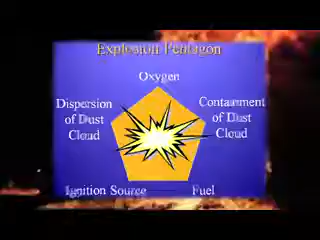 Explosion Pentagon
Oxygen
Dispersion
of Dust
Cloud
Containment
of Dust
Cloud
Ignition Source
Fuel